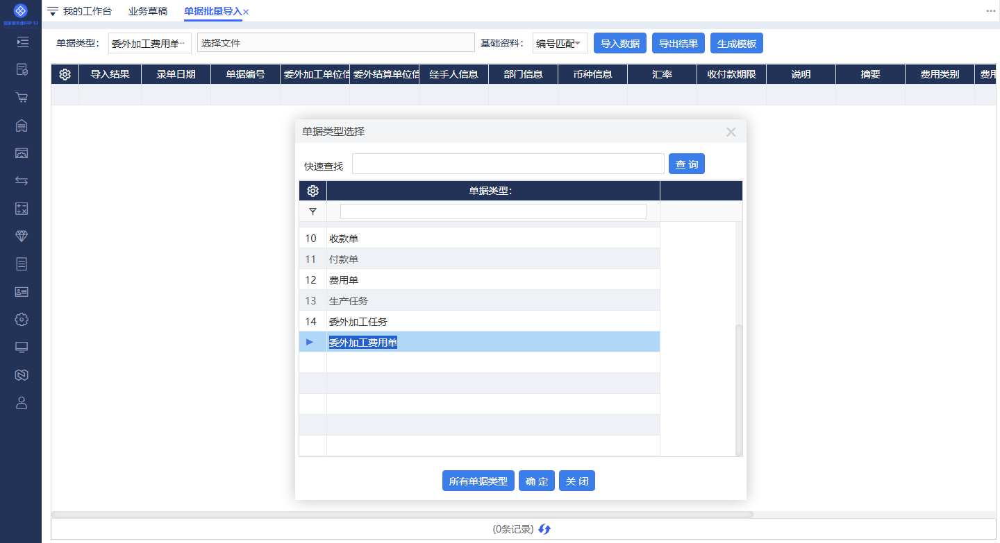 我的工作台 业务草稿 单据批量导入
单据类型： 委外加工费用单… 选择文件 基础资料： 编号匹配 导入数据 导出结果 生成模板
导入结果 录单日期 单据编号 委外加工单位信 委外结算单位信 经手人信息 部门信息 币种信息 汇率 收付款期限 说明 摘要 费用类别 费用
单据类型选择
快速查找 查 询
单据类型：
10 收款单
11 付款单
12 费用单
13 生产任务
14 委外加工任务
委外加工费用单
所有单据类型 确 定 关 闭
(0条记录)